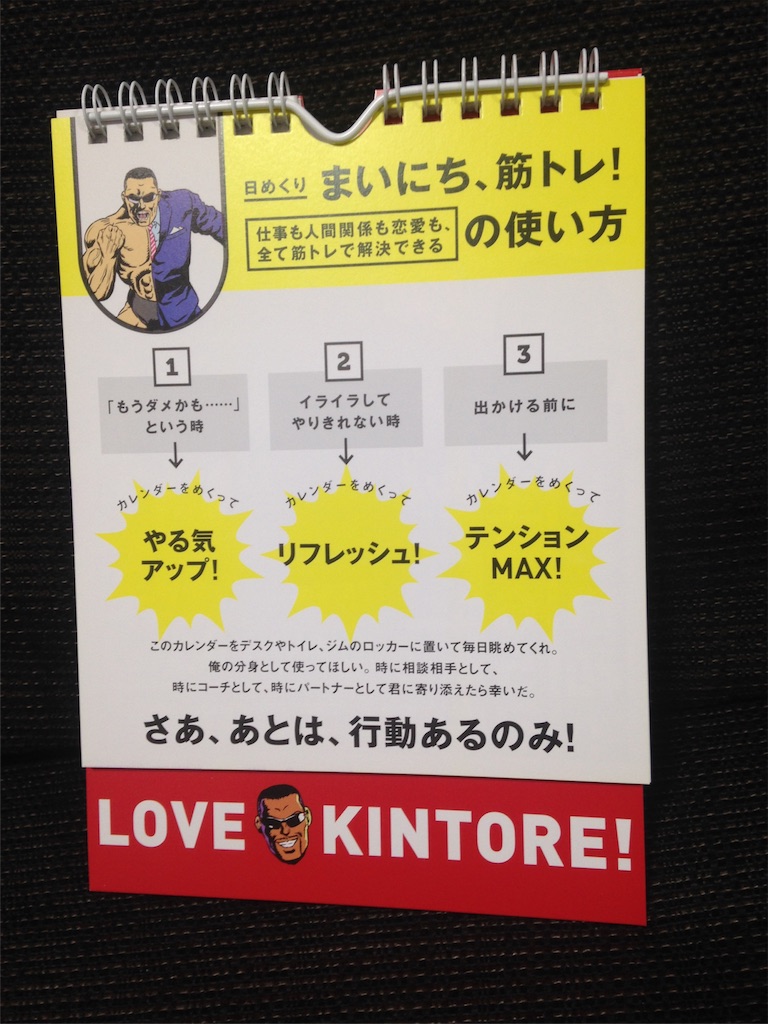 日めくり まいにち、筋トレ!
仕事も人間関係も恋愛も、
全て筋トレで解決できる
の使い方
1
「もうダメかも……」
という時
カレンダーをめくって
やる気
アップ!
2
イライラして
やりきれない時
カレンダーをめくって
リフレッシュ!
3
出かける前に
カレンダーをめくって
テンション
MAX!
このカレンダーをデスクやトイレ、ジムのロッカーに置いて毎日眺めてくれ。
俺の分身として使ってほしい。時に相談相手として、
時にコーチとして、時にパートナーとして君に寄り添えたら幸いだ。
さあ、あとは、行動あるのみ!
LOVE KINTORE!